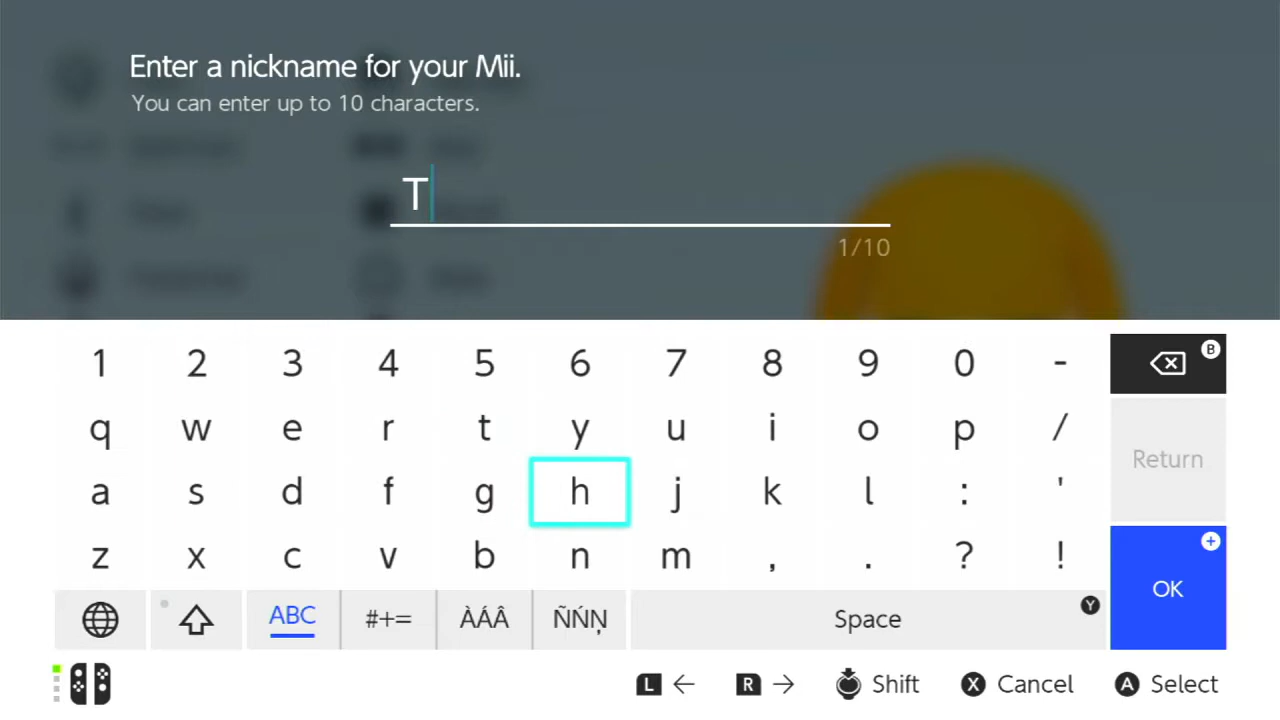 Enter a nickname for your Mii.
You can enter up to 10 characters.
T
1/10
1 2 3 4 5 6 7 8 9 0 -
B
q w e r t y u i o p /
Return
a s d f g h j k l : '
z x c v b n m , . ? !
+
OK
ABC #+= ÀÁÂ ÑŃŅ Space Y
L ← R → Shift X Cancel A Select